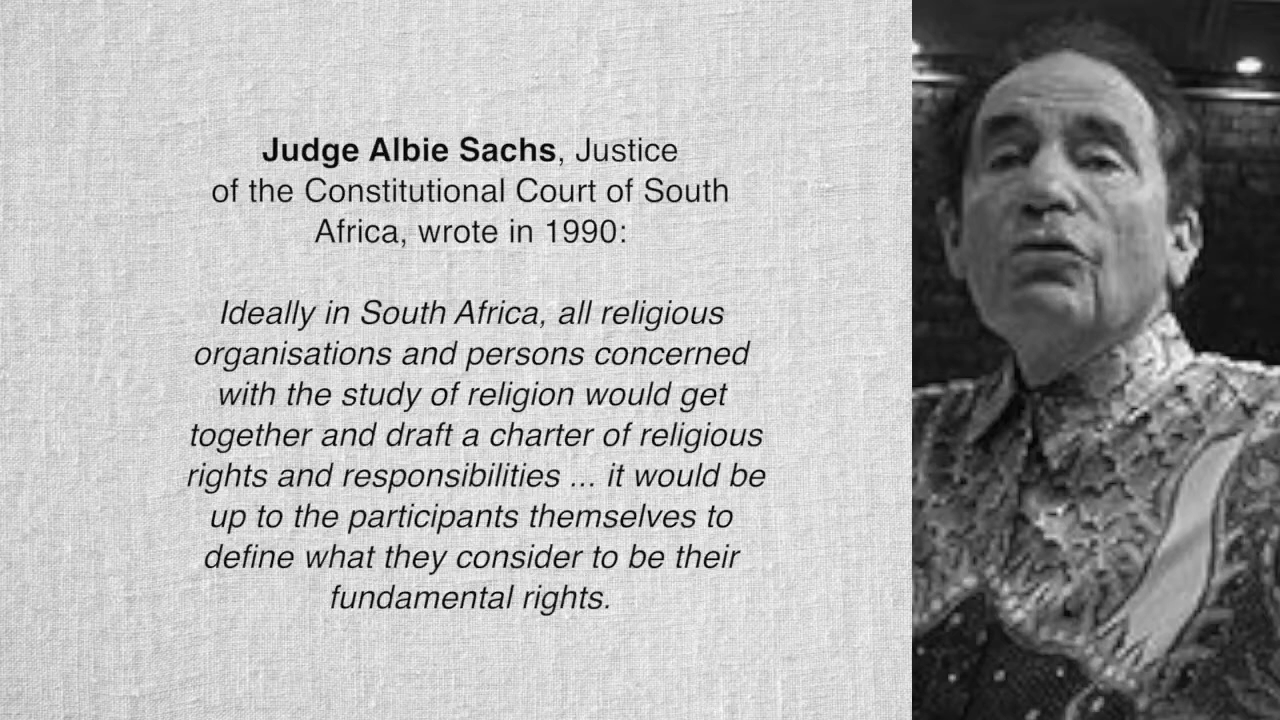 Judge Albie Sachs, Justice
of the Constitutional Court of South
Africa, wrote in 1990:
Ideally in South Africa, all religious
organisations and persons concerned
with the study of religion would get
together and draft a charter of religious
rights and responsibilities ... it would be
up to the participants themselves to
define what they consider to be their
fundamental rights.